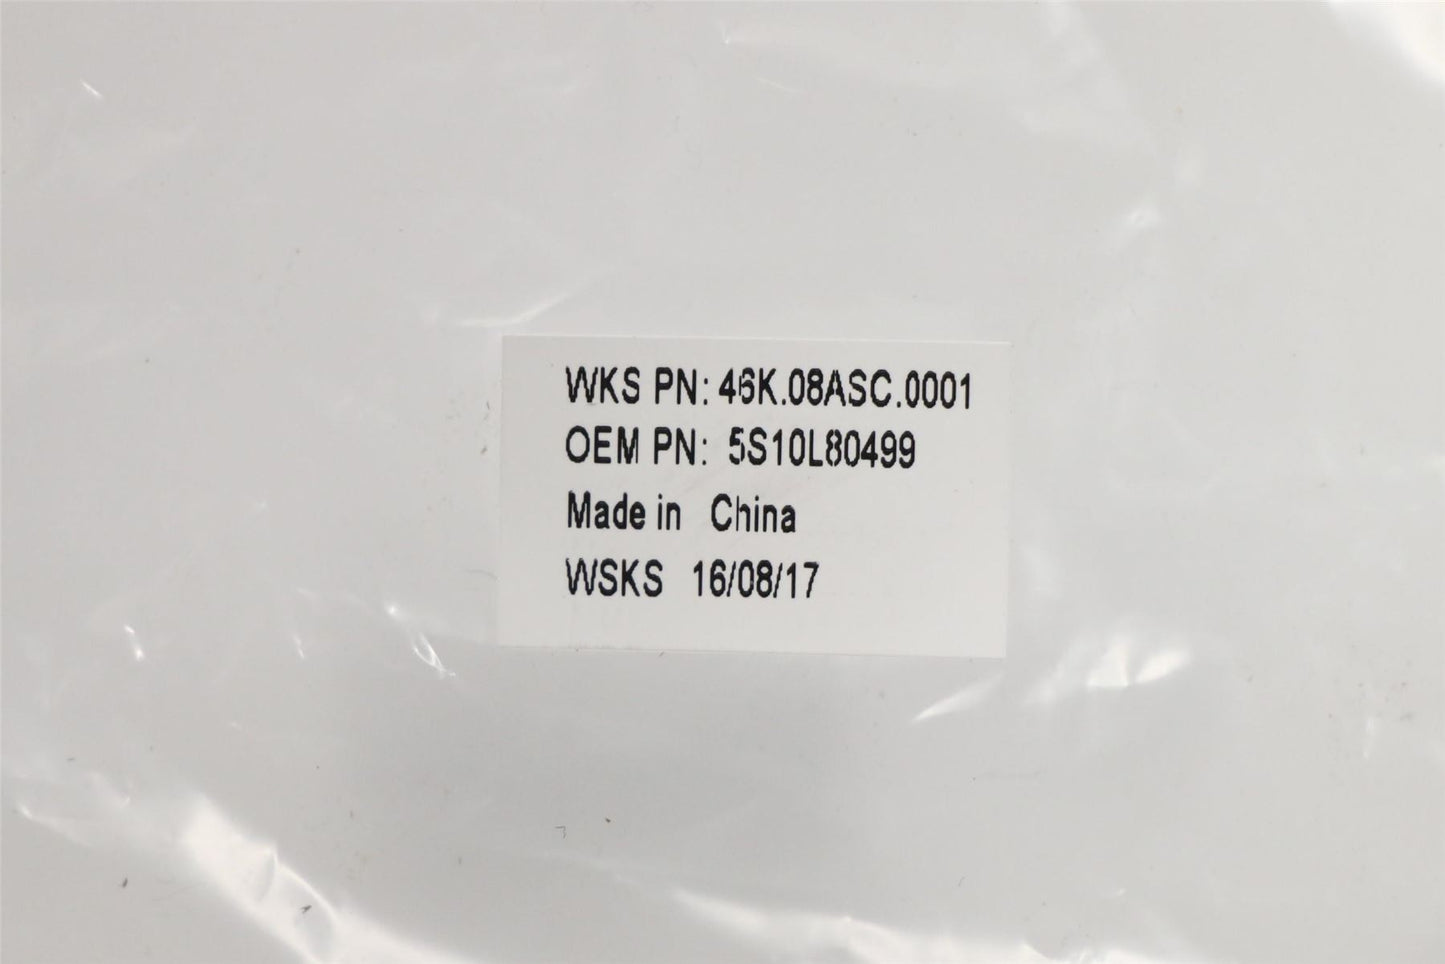 WKS PN: 46K.08ASC.0001
OEM PN: 5S10L80499
Made in China
WSKS 16/08/17